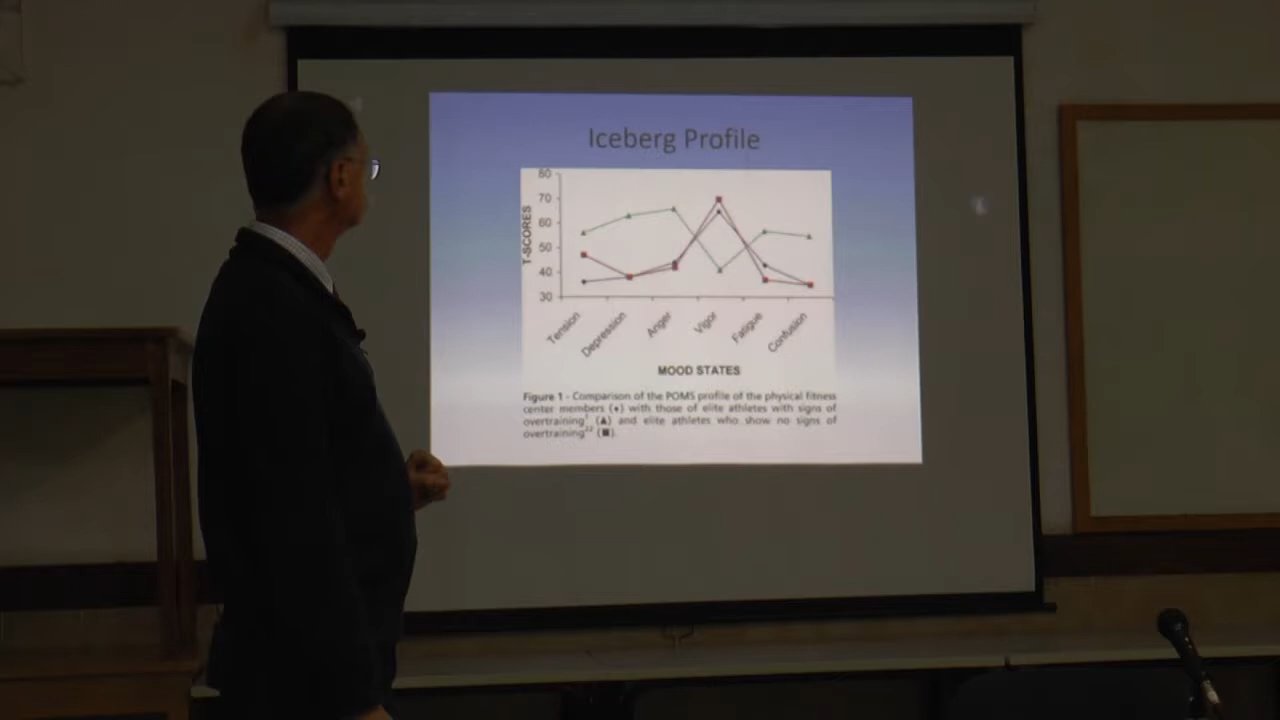 Iceberg Profile
80
70
60
50
40
30
T-SCORES
Tension
Depression
Anger
Vigor
Fatigue
Confusion
MOOD STATES
Figure 1 - Comparison of the POMS profile of the physical fitness
center members (♦) with those of elite athletes with signs of
overtraining (▲) and elite athletes who show no signs of
overtraining²² (■).